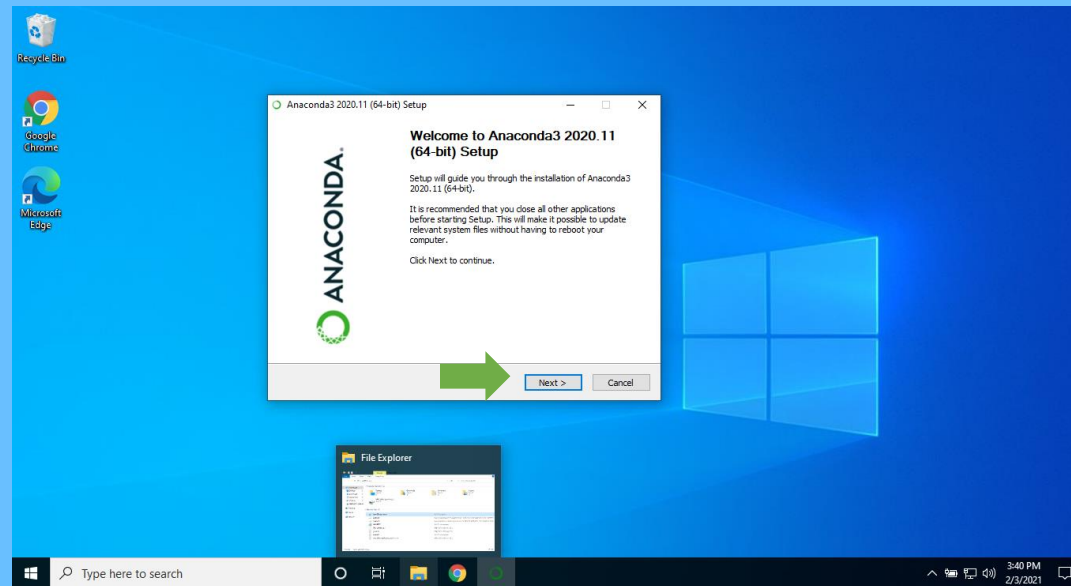 Recycle Bin
Google
Chrome
Microsoft
Edge
Anaconda3 2020.11 (64-bit) Setup
ANACONDA.
Welcome to Anaconda3 2020.11
(64-bit) Setup
Setup will guide you through the installation of Anaconda3
2020.11 (64-bit).
It is recommended that you close all other applications
before starting Setup. This will make it possible to update
relevant system files without having to reboot your
computer.
Click Next to continue.
Next >
Cancel
File Explorer
Type here to search
3:40 PM
2/3/2021